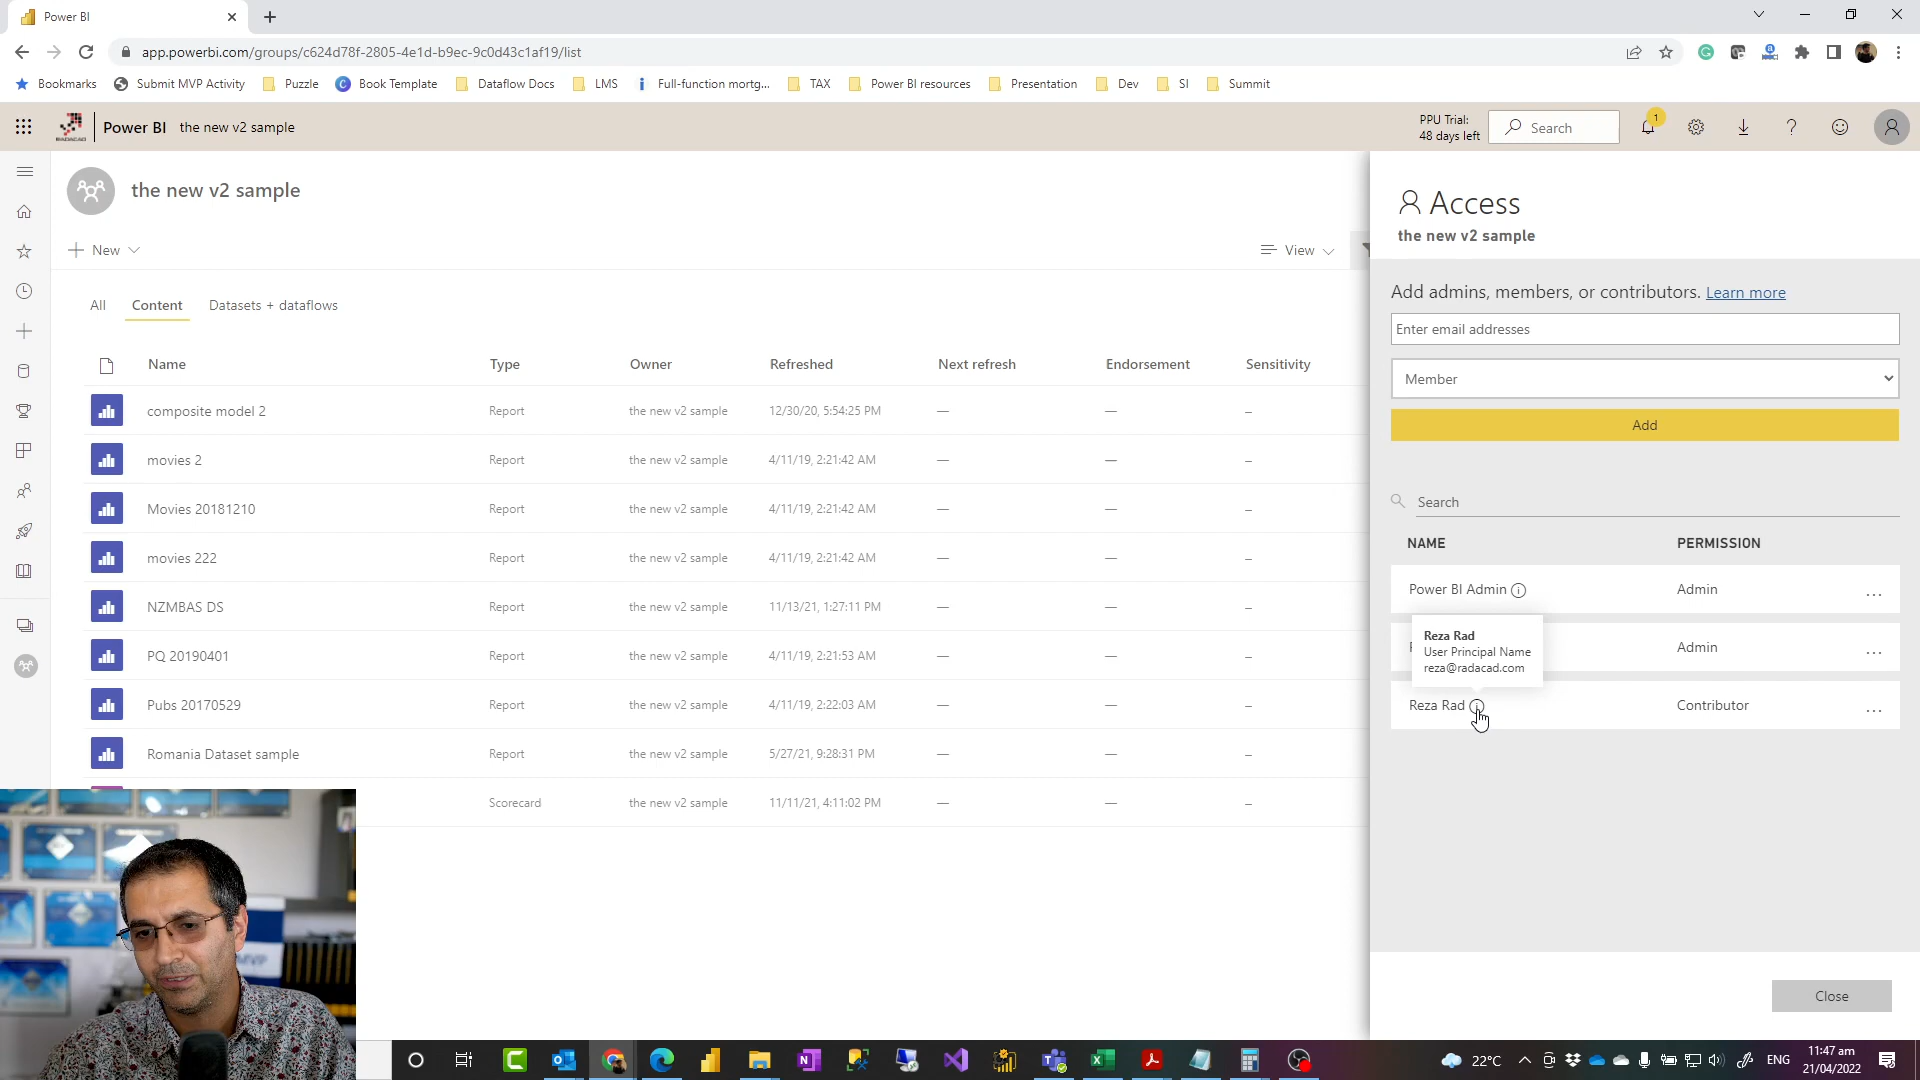 Power BI
app.powerbi.com/groups/c624d78f-2805-4e1d-b9ec-9c0d43c1af19/list
Bookmarks Submit MVP Activity Puzzle Book Template Dataflow Docs LMS Full-function mortg... TAX Power BI resources Presentation Dev SI Summit
Power BI the new v2 sample
PPU Trial:
48 days left
Search
1
the new v2 sample
New
View
All Content Datasets + dataflows
Name Type Owner Refreshed Next refresh Endorsement Sensitivity
composite model 2 Report the new v2 sample 12/30/20, 5:54:25 PM — — –
movies 2 Report the new v2 sample 4/11/19, 2:21:42 AM — — –
Movies 20181210 Report the new v2 sample 4/11/19, 2:21:42 AM — — –
movies 222 Report the new v2 sample 4/11/19, 2:21:42 AM — — –
NZMBAS DS Report the new v2 sample 11/13/21, 1:27:11 PM — — –
PQ 20190401 Report the new v2 sample 4/11/19, 2:21:53 AM — — –
Pubs 20170529 Report the new v2 sample 4/11/19, 2:22:03 AM — — –
Romania Dataset sample Report the new v2 sample 5/27/21, 9:28:31 PM — — –
Scorecard the new v2 sample 11/11/21, 4:11:02 PM — — –
Access
the new v2 sample
Add admins, members, or contributors. Learn more
Enter email addresses
Member
Add
Search
NAME PERMISSION
Power BI Admin Admin ...
Reza Rad
User Principal Name
reza@radacad.com
Admin ...
Reza Rad Contributor ...
Close
22°C ENG
11:47 am
21/04/2022